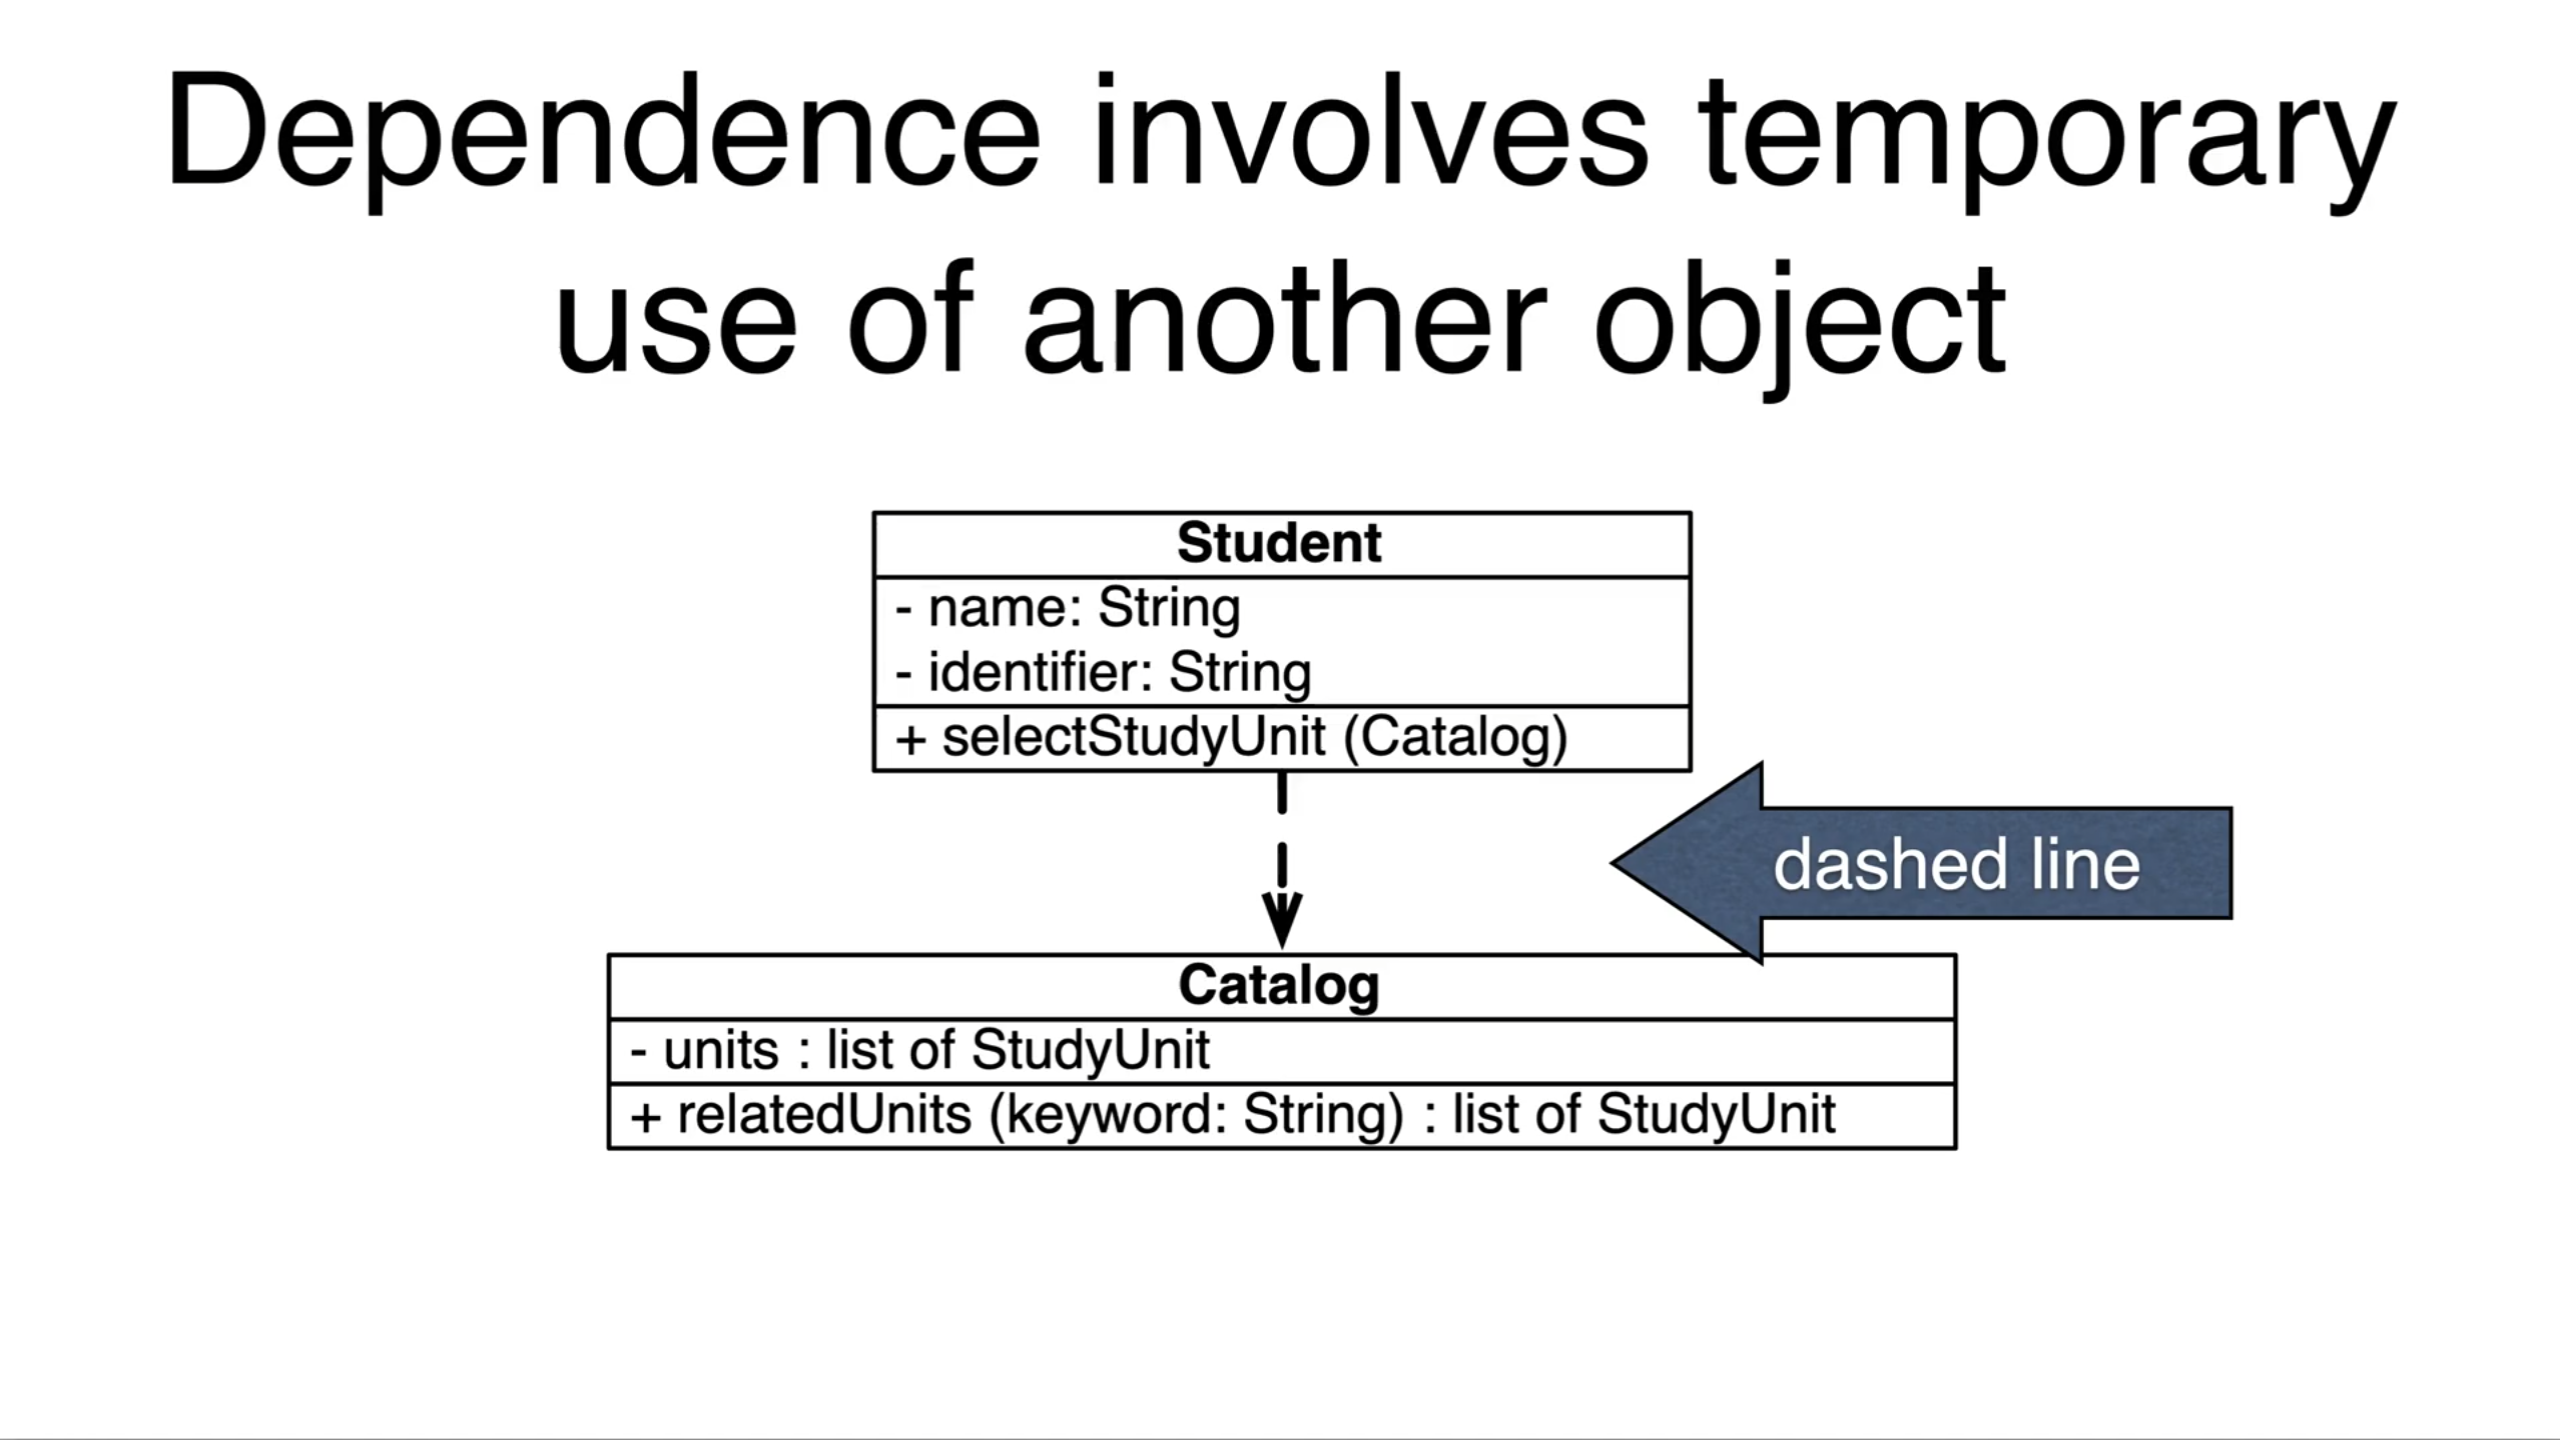 Dependence involves temporary
use of another object
Student
- name: String
- identifier: String
+ selectStudyUnit (Catalog)
dashed line
Catalog
- units : list of StudyUnit
+ relatedUnits (keyword: String) : list of StudyUnit